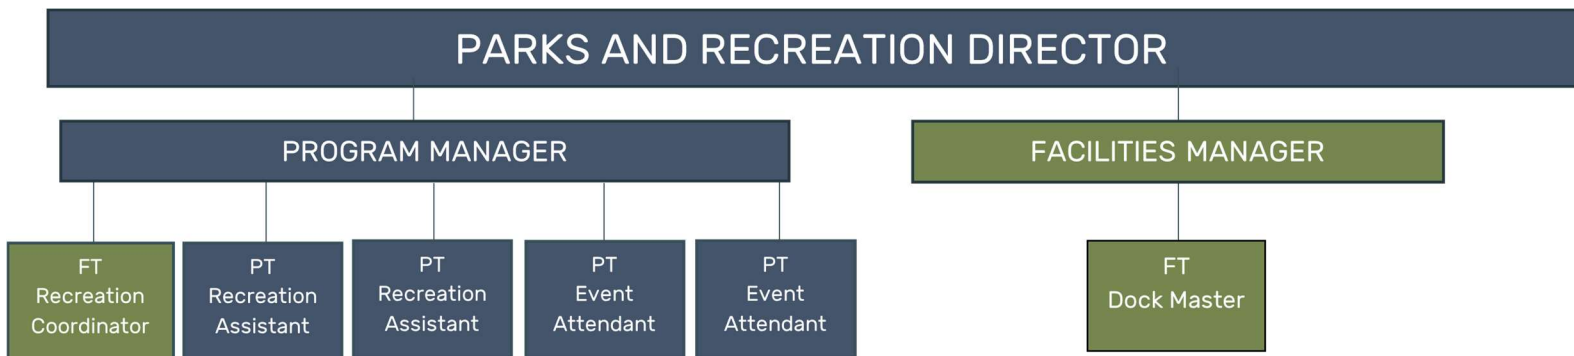 PARKS AND RECREATION DIRECTOR
PROGRAM MANAGER
FACILITIES MANAGER
FT
Recreation
Coordinator
PT
Recreation
Assistant
PT
Recreation
Assistant
PT
Event
Attendant
PT
Event
Attendant
FT
Dock Master